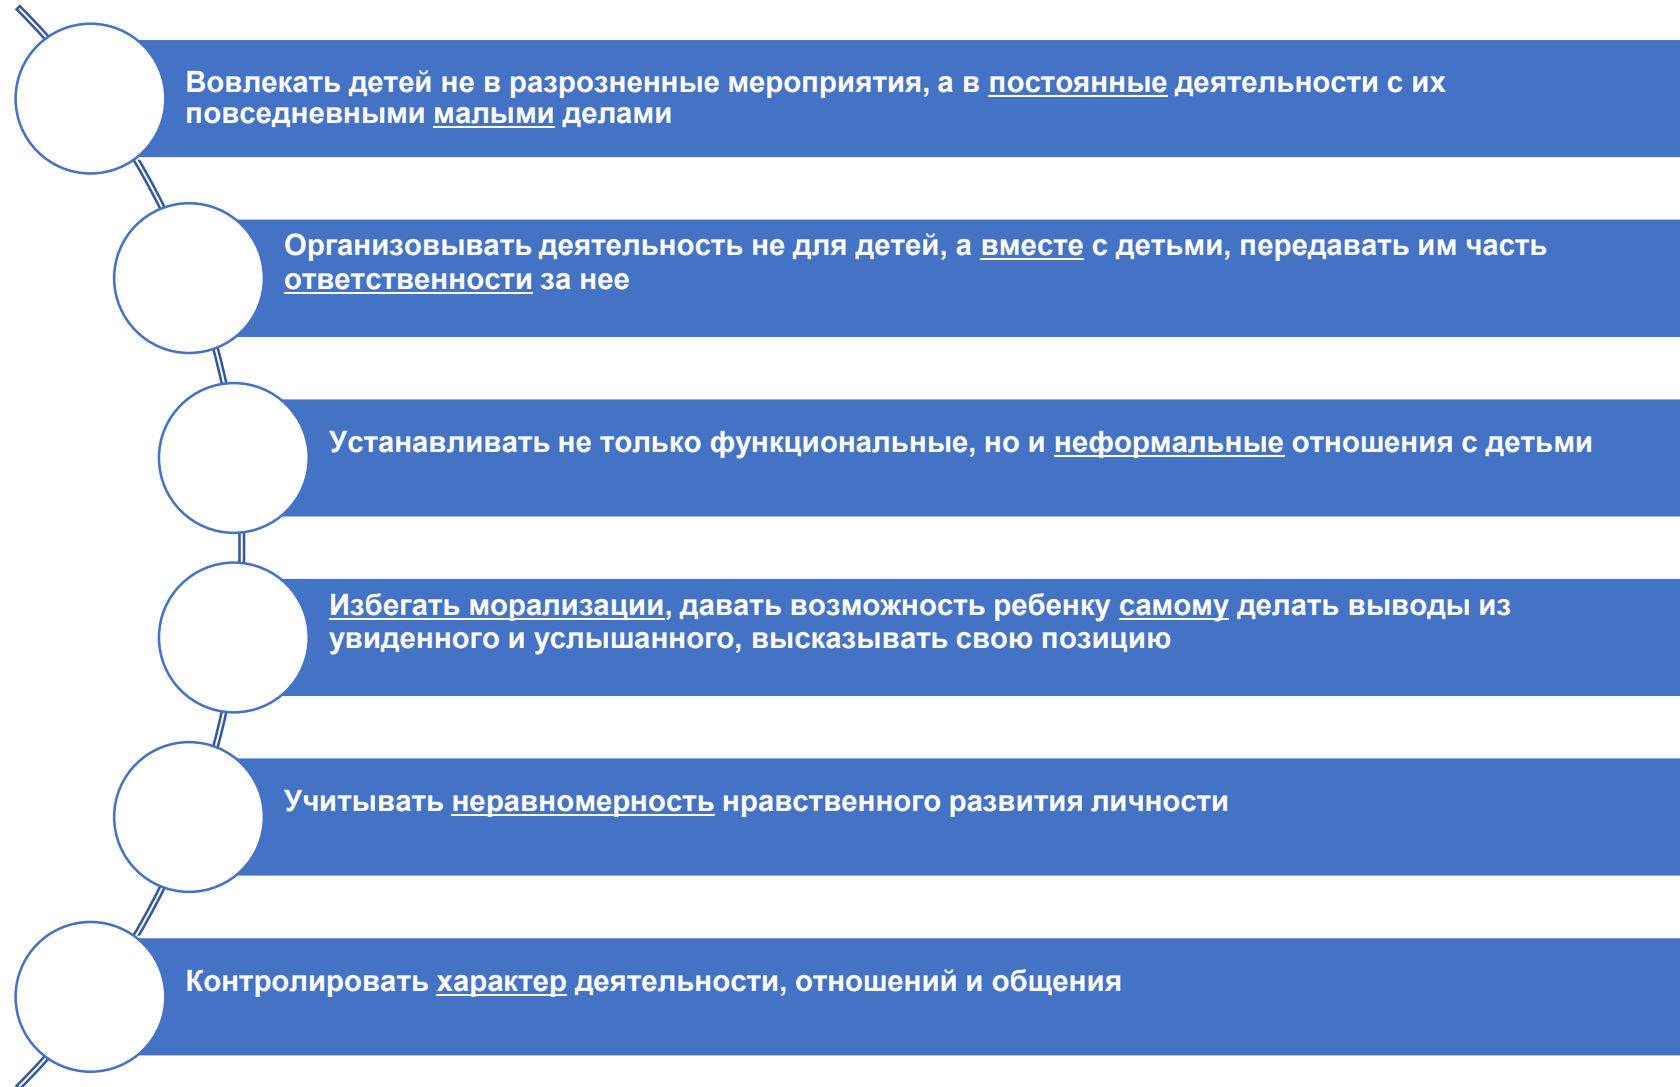 Вовлекать детей не в разрозненные мероприятия, а в постоянные деятельности с их
повседневными малыми делами
Организовывать деятельность не для детей, а вместе с детьми, передавать им часть
ответственности за нее
Устанавливать не только функциональные, но и неформальные отношения с детьми
Избегать морализации, давать возможность ребенку самому делать выводы из
увиденного и услышанного, высказывать свою позицию
Учитывать неравномерность нравственного развития личности
Контролировать характер деятельности, отношений и общения